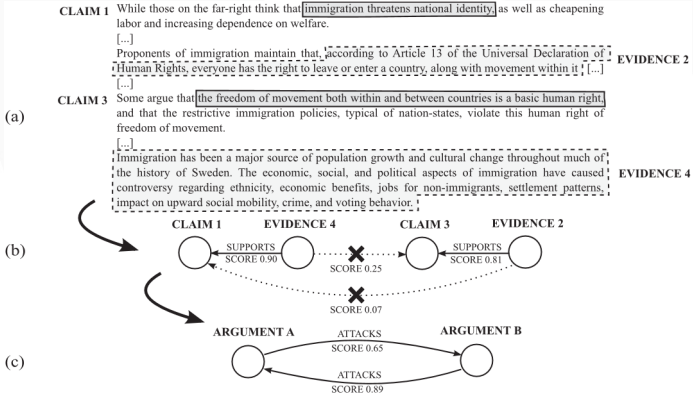 CLAIM 1 While those on the far-right think that immigration threatens national identity, as well as cheapening
labor and increasing dependence on welfare.
[...]
Proponents of immigration maintain that, according to Article 13 of the Universal Declaration of
Human Rights, everyone has the right to leave or enter a country, along with movement within it [...]
EVIDENCE 2
[...]
CLAIM 3 Some argue that the freedom of movement both within and between countries is a basic human right,
and that the restrictive immigration policies, typical of nation-states, violate this human right of
freedom of movement.
(a)
[...]
Immigration has been a major source of population growth and cultural change throughout much of
the history of Sweden. The economic, social, and political aspects of immigration have caused
controversy regarding ethnicity, economic benefits, jobs for non-immigrants, settlement patterns,
impact on upward social mobility, crime, and voting behavior.
EVIDENCE 4
CLAIM 1 EVIDENCE 4 CLAIM 3 EVIDENCE 2
(b)
SUPPORTS SUPPORTS
SCORE 0.90 SCORE 0.25 SCORE 0.81
SCORE 0.07
ARGUMENT A ATTACKS ARGUMENT B
SCORE 0.65
(c)
ATTACKS
SCORE 0.89